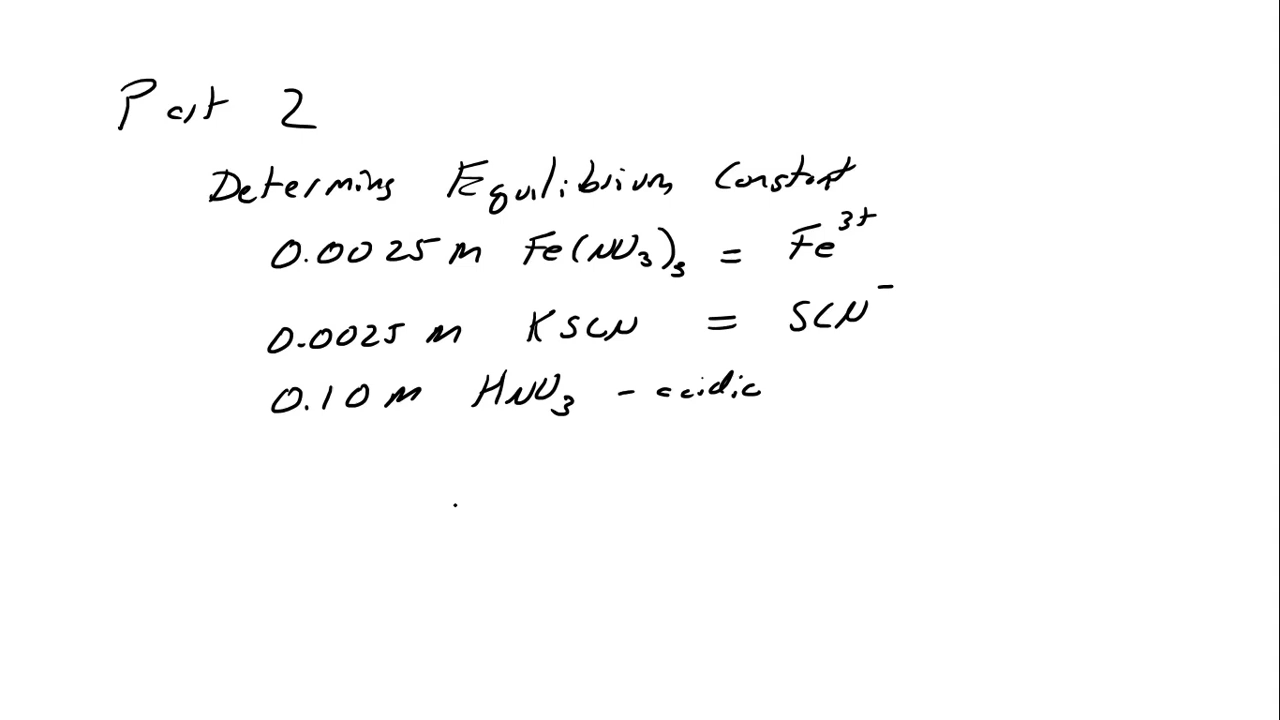 Part 2
Determining Equilibrium Constant
0.0025 M Fe(NO₃)₃ = Fe³⁺
0.0025 M KSCN = SCN⁻
0.10 M HNO₃ - acidic